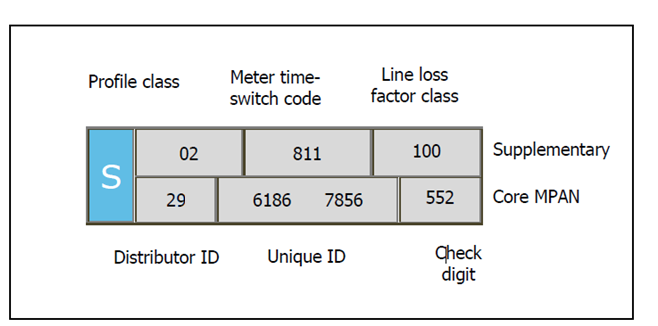 Profile class
Meter time-
switch code
Line loss
factor class
S
02
811
100
Supplementary
29
6186 7856
552
Core MPAN
Distributor ID
Unique ID
Check
digit